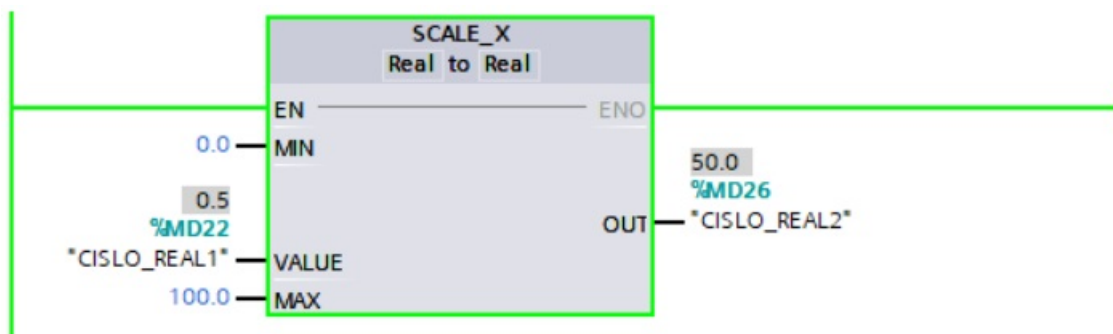 SCALE_X
Real to Real
EN ENO
0.0 MIN
0.5
%MD22
"CISLO_REAL1" VALUE
100.0 MAX
50.0
%MD26
OUT "CISLO_REAL2"